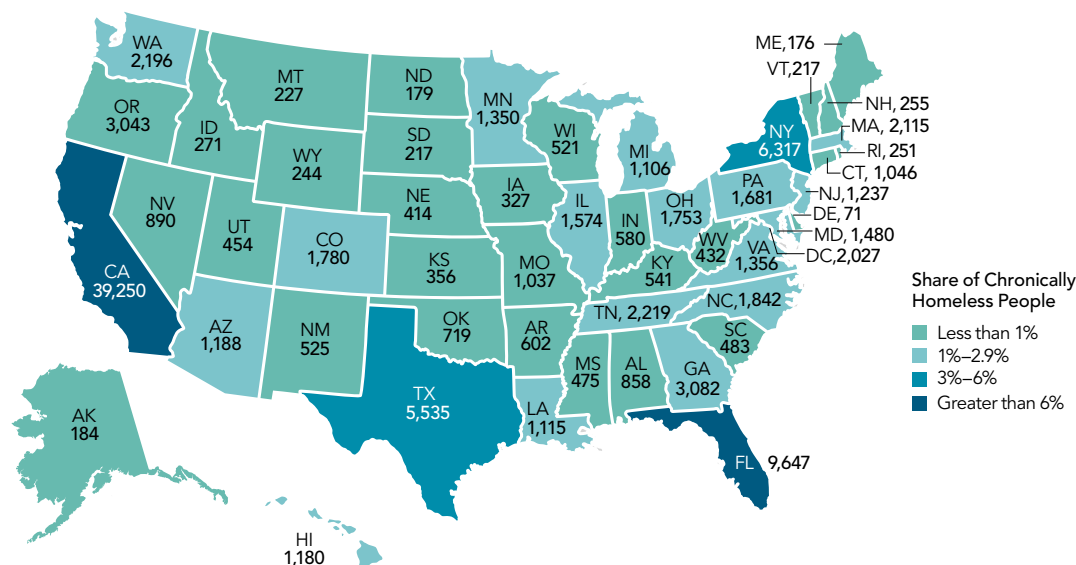 WA
2,196
OR
3,043
ID
271
MT
227
ND
179
MN
1,350
SD
217
WY
244
WI
521
MI
1,106
NY
6,317
ME,176
VT,217
NH, 255
MA, 2,115
RI, 251
CT, 1,046
PA
1,681
NJ, 1,237
DE, 71
MD, 1,480
DC,2,027
NE
414
IA
327
IL
1,574
IN
580
OH
1,753
WV
432
VA
1,356
NV
890
UT
454
CO
1,780
KS
356
MO
1,037
KY
541
NC,1,842
TN, 2,219
CA
39,250
AZ
1,188
NM
525
OK
719
AR
602
SC
483
MS
475
AL
858
GA
3,082
TX
5,535
LA
1,115
FL
9,647
AK
184
HI
1,180
Share of Chronically
Homeless People
Less than 1%
1%–2.9%
3%–6%
Greater than 6%